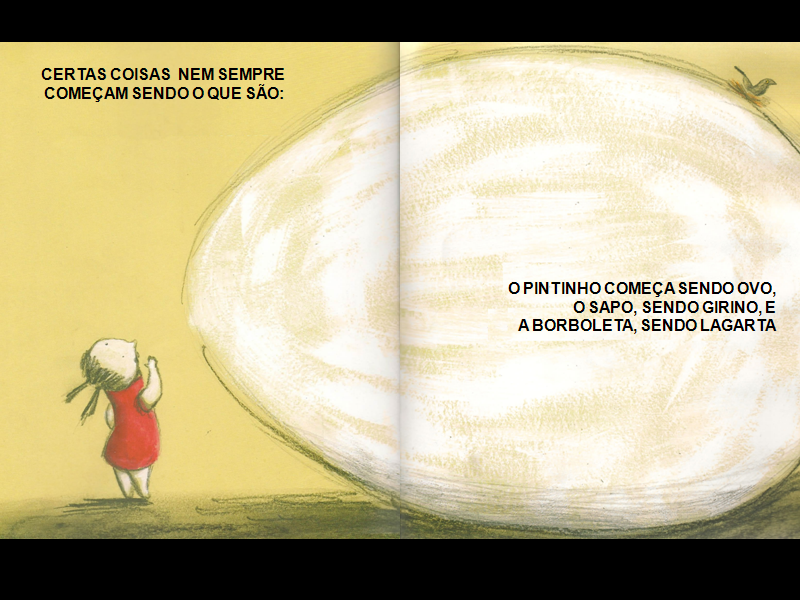 CERTAS COISAS NEM SEMPRE
COMEÇAM SENDO O QUE SÃO:
O PINTINHO COMEÇA SENDO OVO,
O SAPO, SENDO GIRINO, E
A BORBOLETA, SENDO LAGARTA